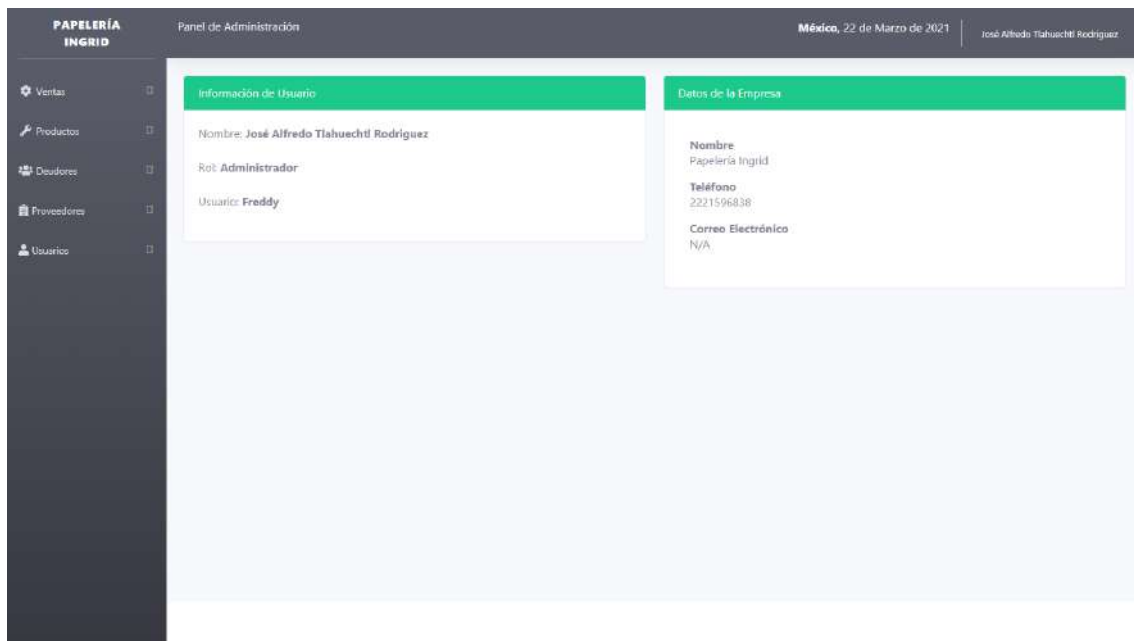 PAPELERÍA
INGRID
Panel de Administración
México, 22 de Marzo de 2021
José Alfredo Tlahuechtl Rodriguez
Ventas
Productos
Deudores
Proveedores
Usuarios
Información de Usuario
Nombre: José Alfredo Tlahuechtl Rodriguez
Rol: Administrador
Usuario: Freddy
Datos de la Empresa
Nombre
Papelería Ingrid
Teléfono
2221596838
Correo Electrónico
N/A